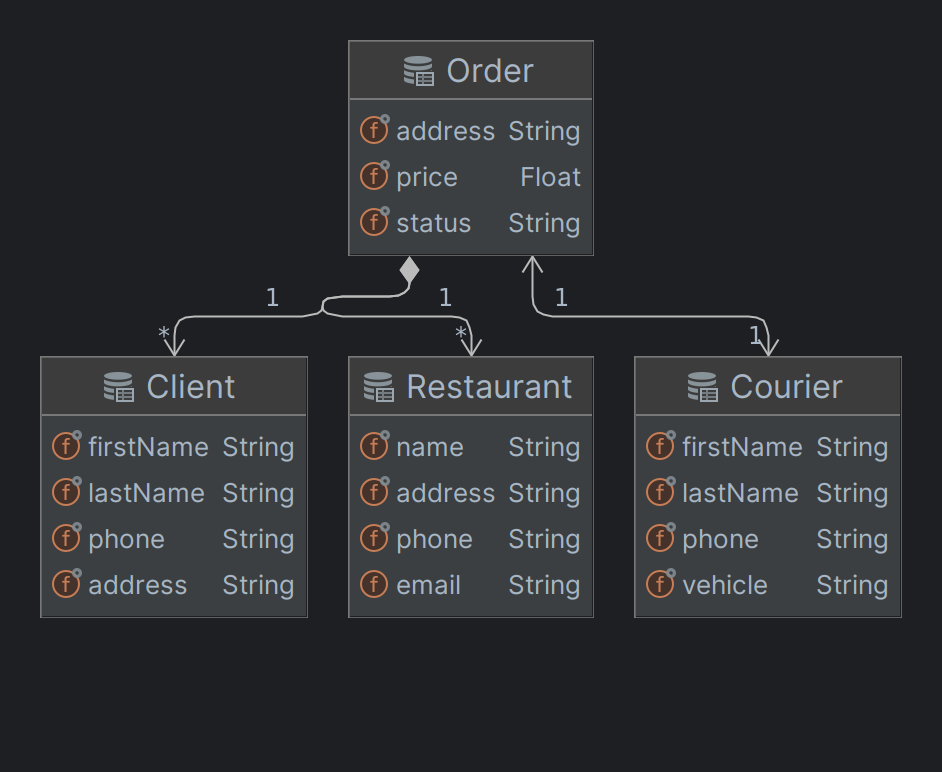 Order
address String
price Float
status String
1 1 1
* * 1
Client
firstName String
lastName String
phone String
address String
Restaurant
name String
address String
phone String
email String
Courier
firstName String
lastName String
phone String
vehicle String